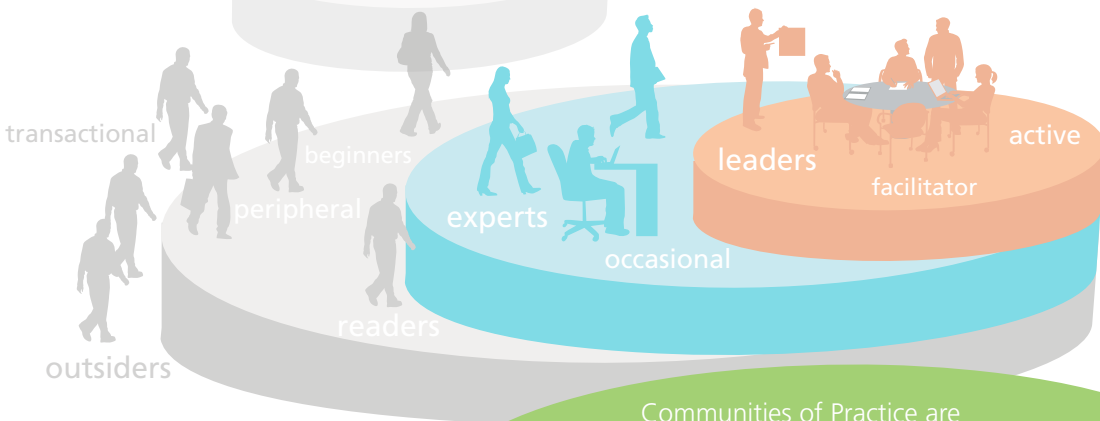 transactional
beginners
peripheral
readers
outsiders
experts
occasional
leaders
active
facilitator
Communities of Practice are